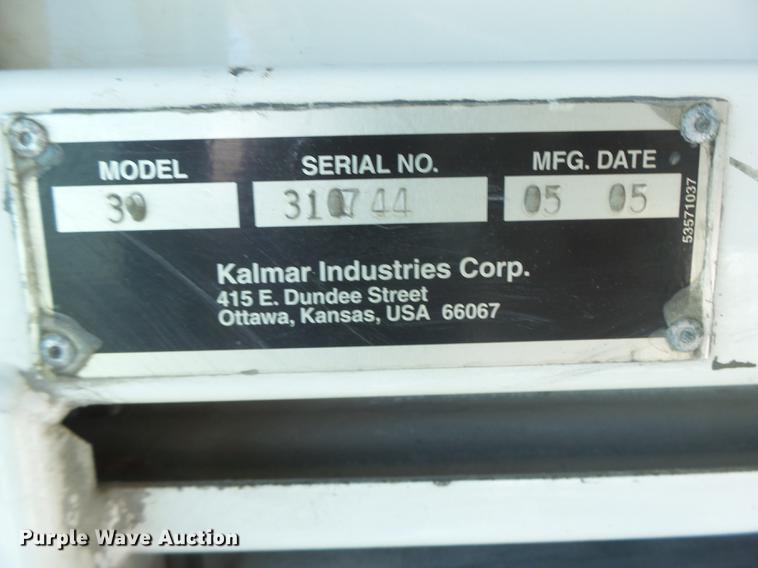 MODEL SERIAL NO. MFG. DATE
30 310744 05 05
53571037
Kalmar Industries Corp.
415 E. Dundee Street
Ottawa, Kansas, USA 66067
Purple Wave Auction